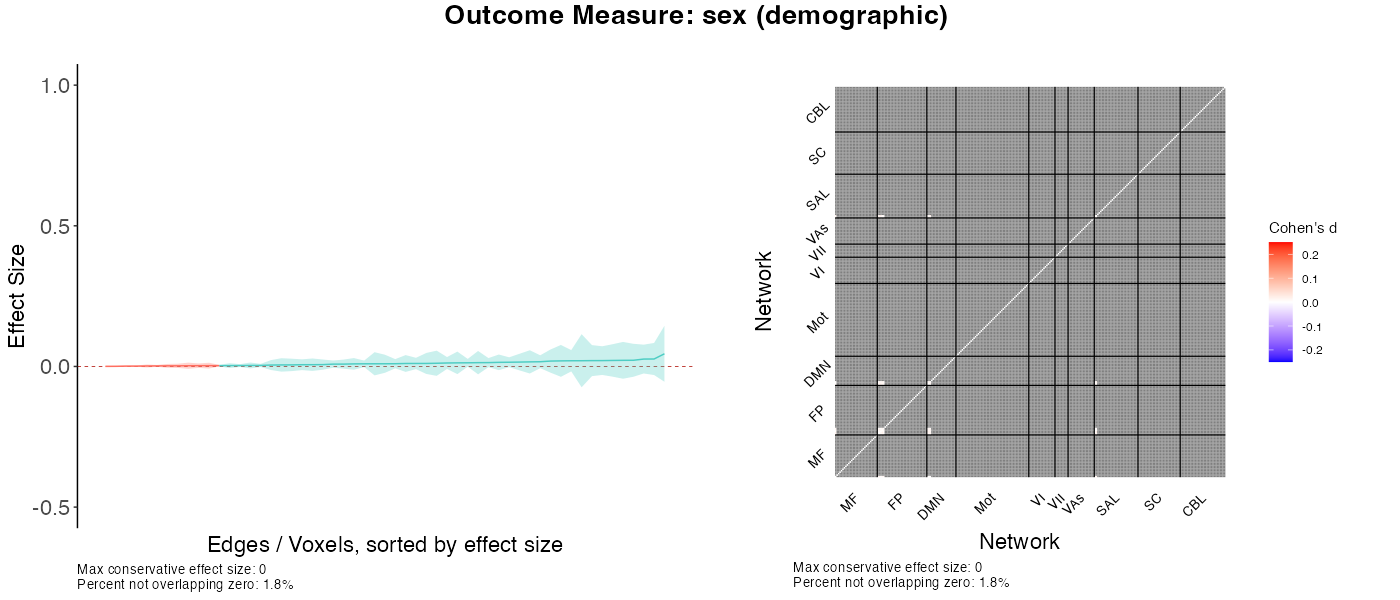 Outcome Measure: sex (demographic)
1.0
0.5
0.0
-0.5
Effect Size
Edges / Voxels, sorted by effect size
Max conservative effect size: 0
Percent not overlapping zero: 1.8%
CBL
SC
SAL
VAs
VII
VI
Mot
DMN
FP
MF
Network
MF
FP
DMN
Mot
VI
VII
VAs
SAL
SC
CBL
Network
Max conservative effect size: 0
Percent not overlapping zero: 1.8%
Cohen's d
0.2
0.1
0.0
-0.1
-0.2